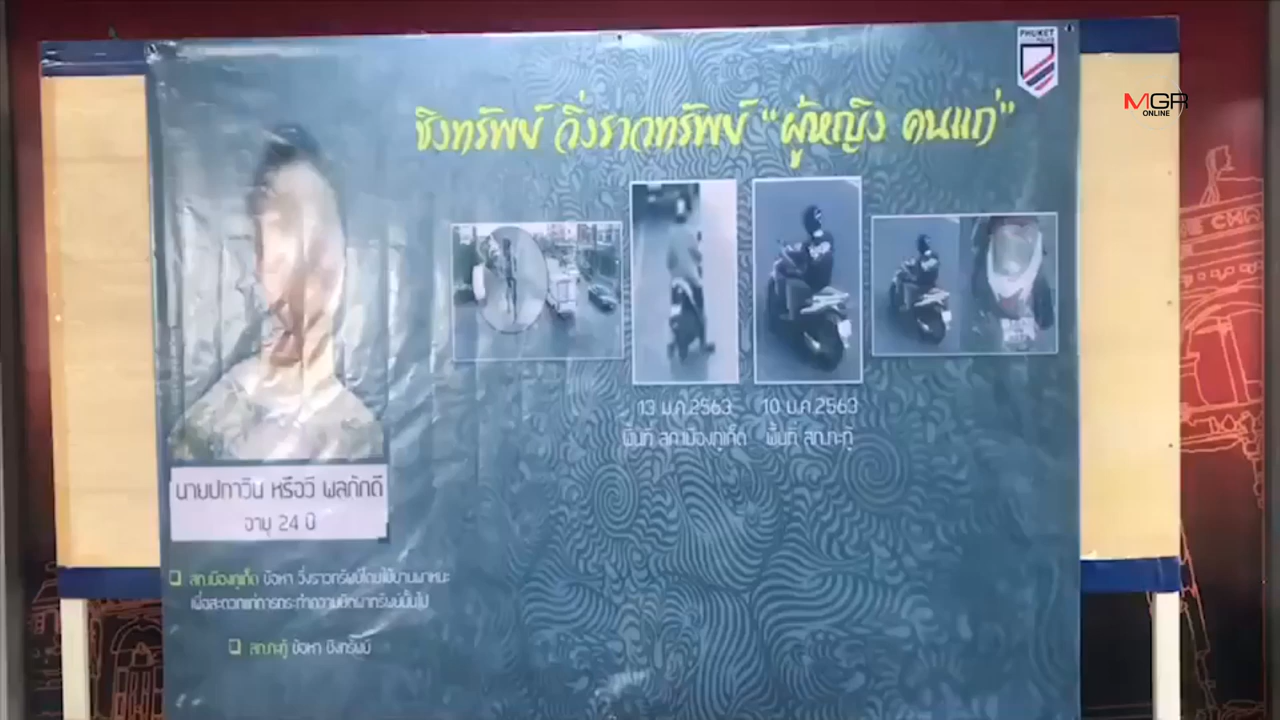 PHUKET
POLICE
MGR
ONLINE
ชิงทรัพย์ วิ่งราวทรัพย์ "ผู้หญิง คนแก่"
13 ม.ค.2563
พื้นที่ สภ.เมืองภูเก็ต
10 ม.ค.2563
พื้นที่ สภ.กะทู้
นายปกาวิน หรือวี พลภักดี
อายุ 24 ปี
สภ.เมืองภูเก็ต ข้อหา วิ่งราวทรัพย์โดยใช้ยานพาหนะ
เพื่อสะดวกแก่การกระทำความผิดพาทรัพย์นั้นไป
สภ.กะทู้ ข้อหา ชิงทรัพย์